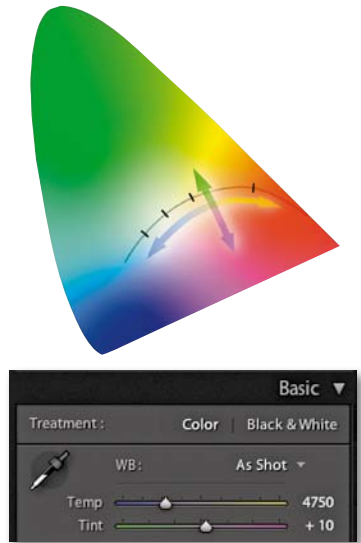 Basic
Treatment : Color | Black & White
WB: As Shot
Temp 4750
Tint + 10